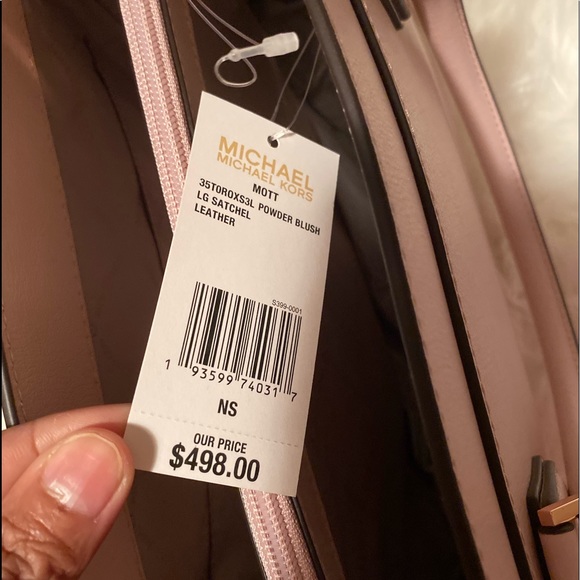 MICHAEL
MICHAEL KORS
MOTT
35T0ROXS3L POWDER BLUSH
LG SATCHEL
LEATHER
S399-0001
1 93599 74031 7
NS
OUR PRICE
$498.00